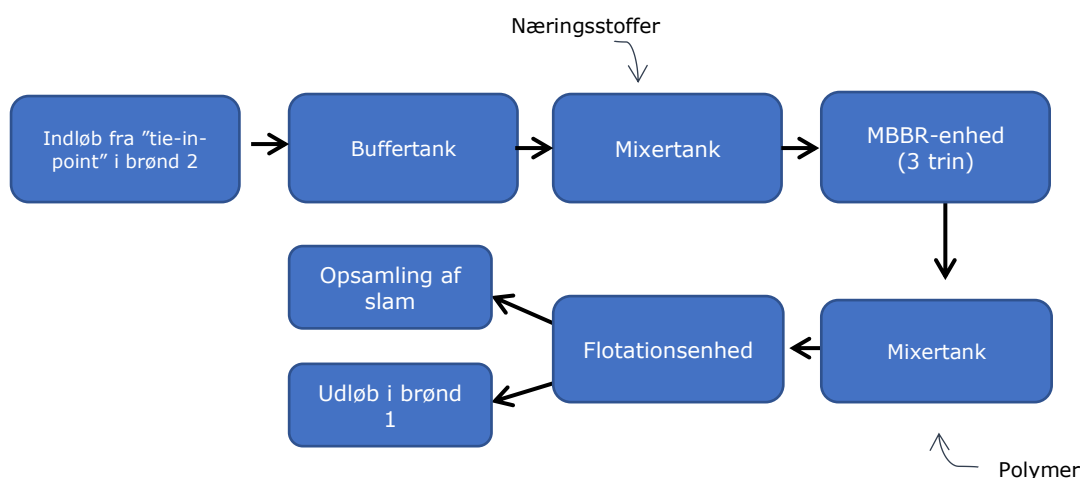 Næringsstoffer
Indløb fra ”tie-in-
point” i brønd 2
Buffertank
Mixertank
MBBR-enhed
(3 trin)
Opsamling af
slam
Flotationsenhed
Mixertank
Udløb i brønd
1
Polymer